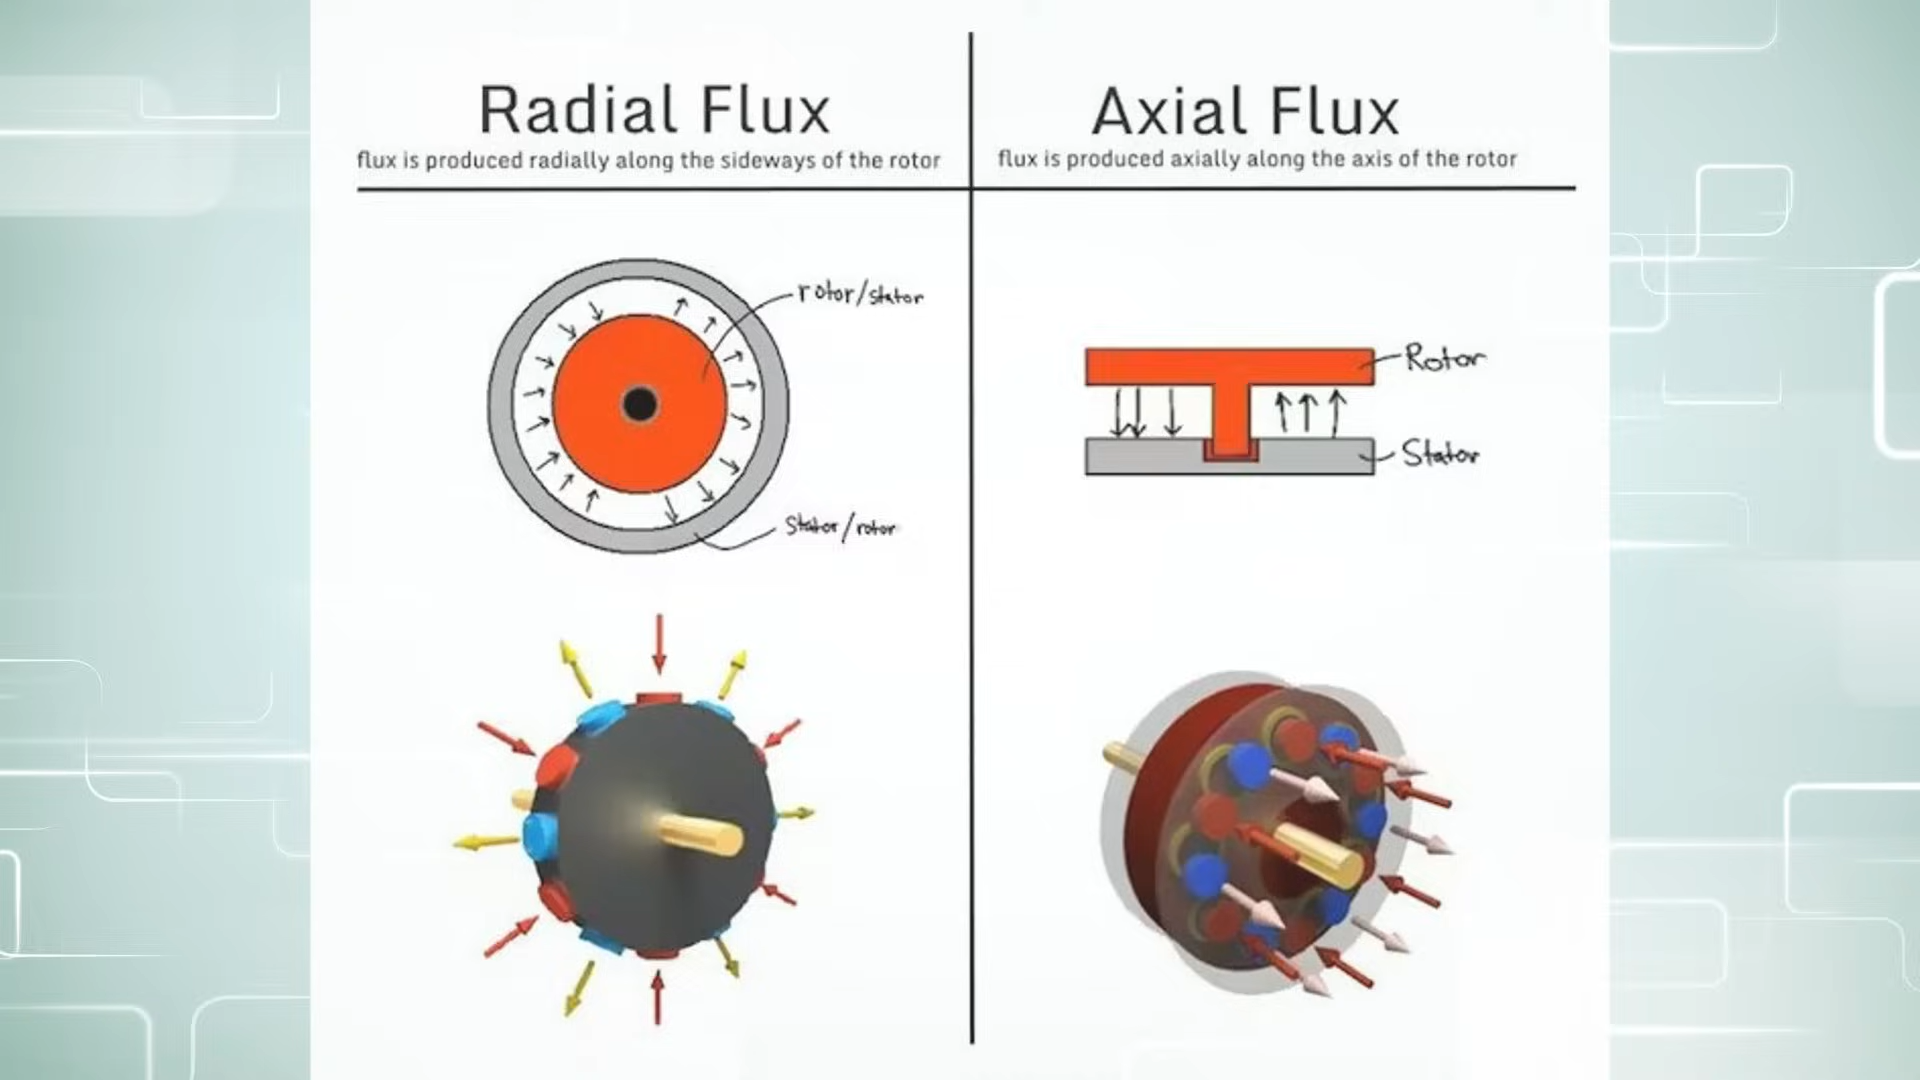 Radial Flux
flux is produced radially along the sideways of the rotor
rotor/stator
Stator/rotor
Axial Flux
flux is produced axially along the axis of the rotor
Rotor
Stator